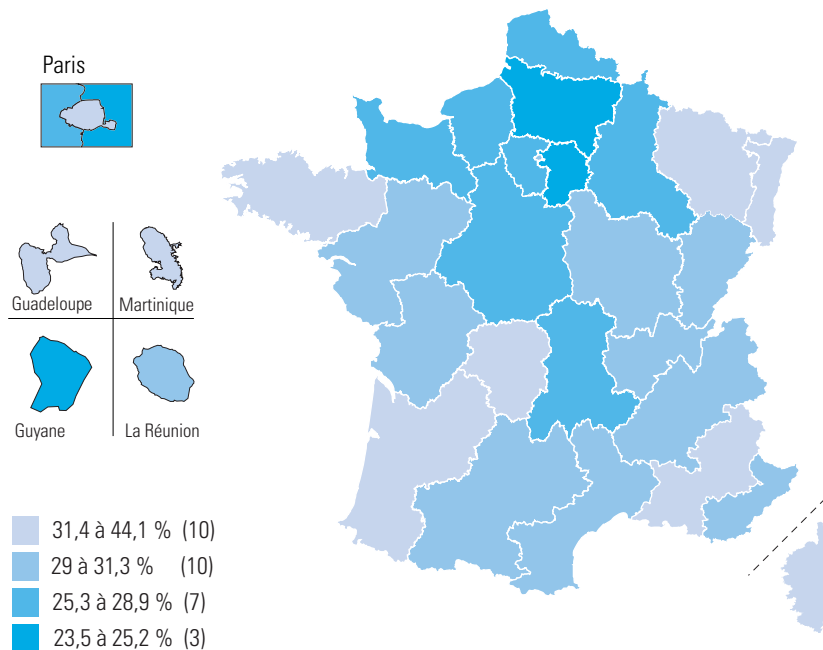 Paris
Guadeloupe
Martinique
Guyane
La Réunion
31,4 à 44,1 % (10)
29 à 31,3 % (10)
25,3 à 28,9 % (7)
23,5 à 25,2 % (3)